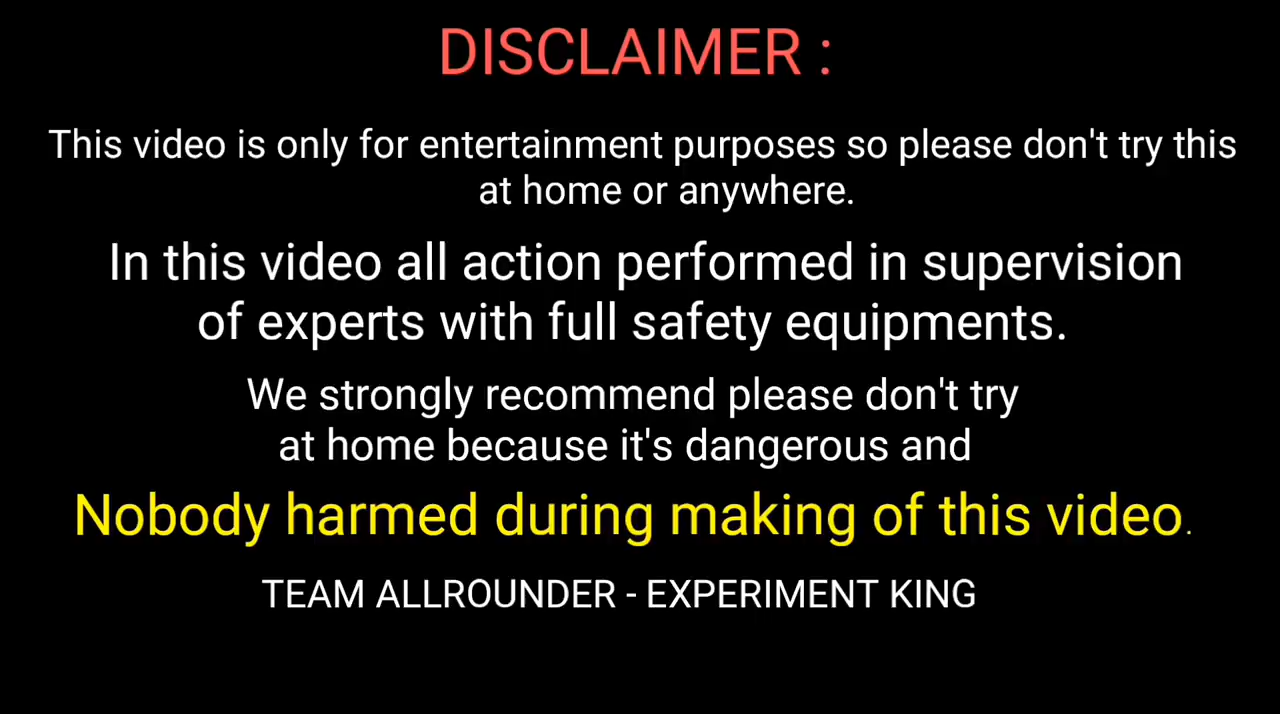 DISCLAIMER :
This video is only for entertainment purposes so please don't try this
at home or anywhere.
In this video all action performed in supervision
of experts with full safety equipments.
We strongly recommend please don't try
at home because it's dangerous and
Nobody harmed during making of this video.
TEAM ALLROUNDER - EXPERIMENT KING